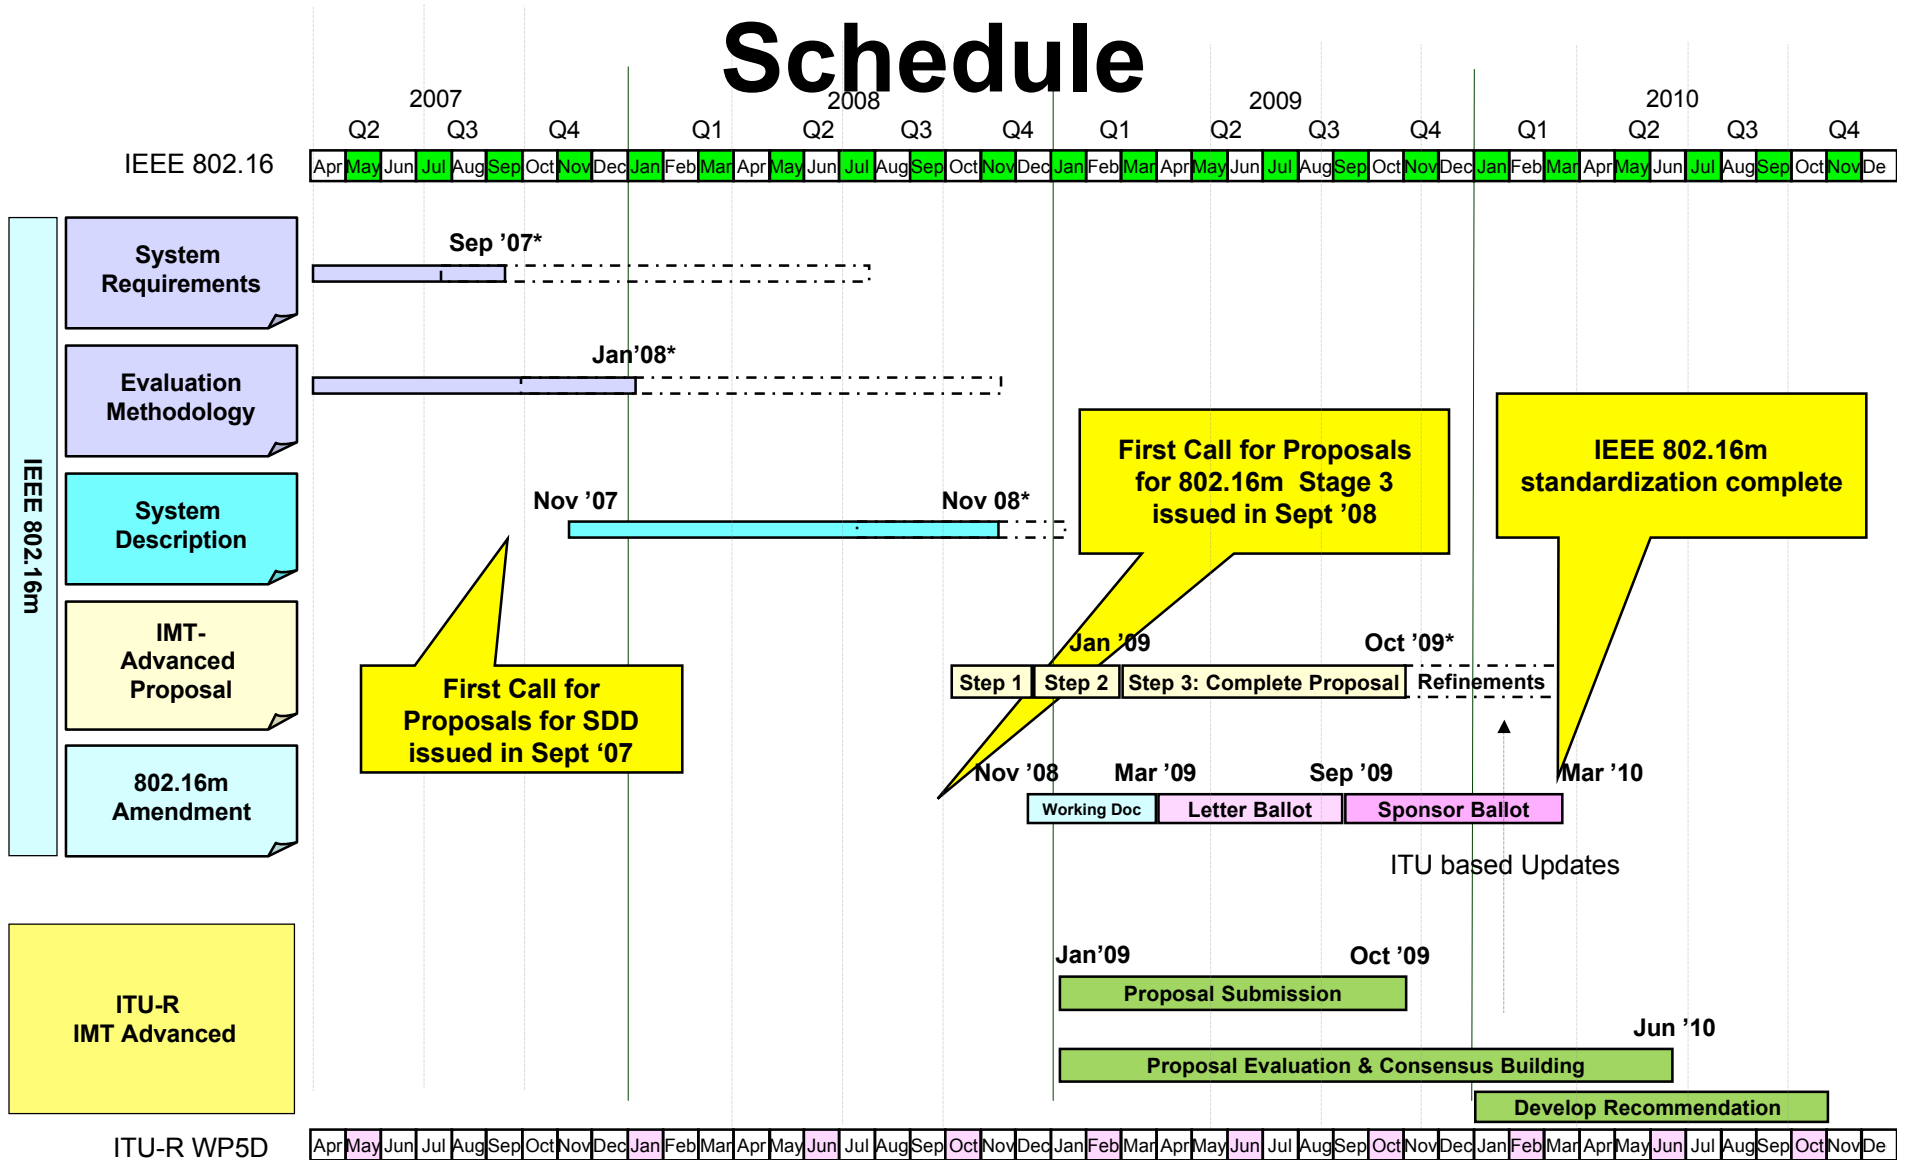 Schedule
2007 2008 2009 2010
Q2 Q3 Q4 Q1 Q2 Q3 Q4 Q1 Q2 Q3 Q4 Q1 Q2 Q3 Q4
IEEE 802.16
Apr May Jun Jul Aug Sep Oct Nov Dec Jan Feb Mar Apr May Jun Jul Aug Sep Oct Nov Dec Jan Feb Mar Apr May Jun Jul Aug Sep Oct Nov Dec Jan Feb Mar Apr May Jun Jul Aug Sep Oct Nov De
IEEE 802.16m
System
Requirements
Sep ’07*
Evaluation
Methodology
Jan’08*
System
Description
Nov ’07
Nov 08*
First Call for Proposals
for 802.16m Stage 3
issued in Sept ’08
IEEE 802.16m
standardization complete
IMT-
Advanced
Proposal
First Call for
Proposals for SDD
issued in Sept ‘07
Jan ’09
Oct ’09*
Step 1
Step 2
Step 3: Complete Proposal
Refinements
802.16m
Amendment
Nov ’08
Mar ’09
Sep ’09
Mar ’10
Working Doc
Letter Ballot
Sponsor Ballot
ITU based Updates
ITU-R
IMT Advanced
Jan’09
Oct ’09
Proposal Submission
Jun ’10
Proposal Evaluation & Consensus Building
Develop Recommendation
ITU-R WP5D
Apr May Jun Jul Aug Sep Oct Nov Dec Jan Feb Mar Apr May Jun Jul Aug Sep Oct Nov Dec Jan Feb Mar Apr May Jun Jul Aug Sep Oct Nov Dec Jan Feb Mar Apr May Jun Jul Aug Sep Oct Nov De